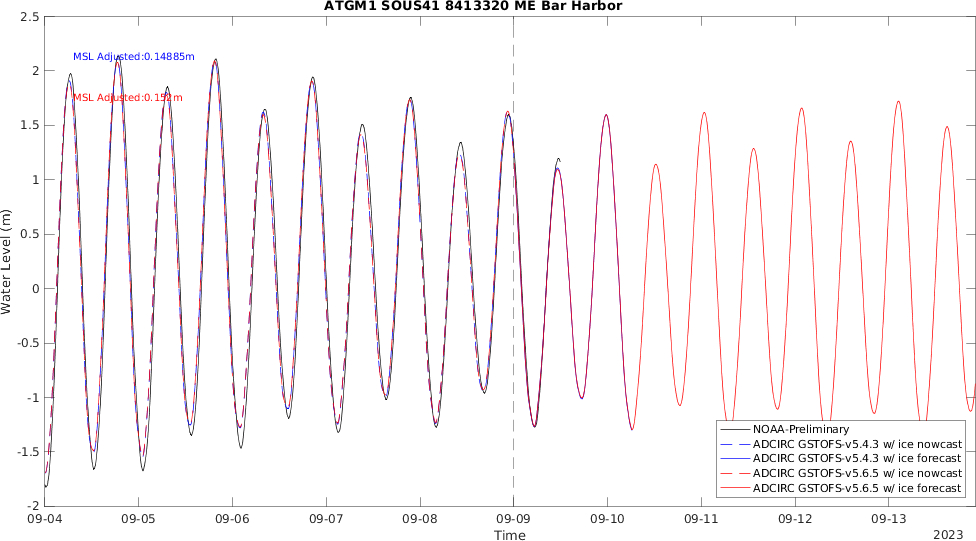 ATGM1 SOUS41 8413320 ME Bar Harbor
MSL Adjusted:0.14885m
MSL Adjusted:0.152m
Water Level (m)
2.5
2
1.5
1
0.5
0
-0.5
-1
-1.5
-2
NOAA-Preliminary
ADCIRC GSTOFS-v5.4.3 w/ ice nowcast
ADCIRC GSTOFS-v5.4.3 w/ ice forecast
ADCIRC GSTOFS-v5.6.5 w/ ice nowcast
ADCIRC GSTOFS-v5.6.5 w/ ice forecast
09-04 09-05 09-06 09-07 09-08 09-09 09-10 09-11 09-12 09-13
Time
2023